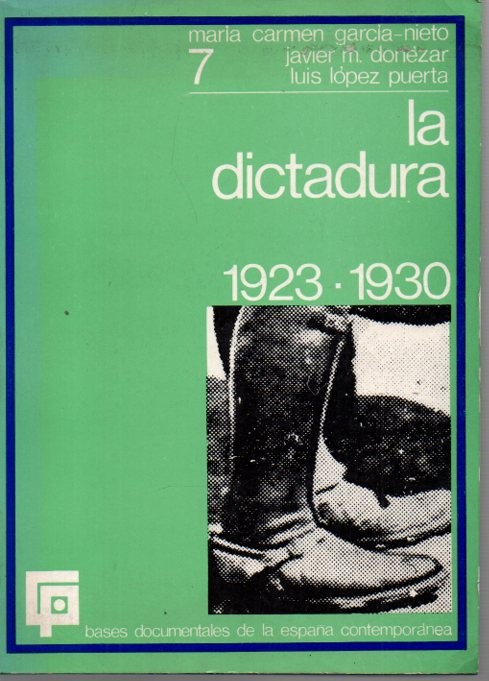 maría carmen garcía-nieto
7 javier m. donézar
luis lópez puerta
la
dictadura
1923 · 1930
bases documentales de la españa contemporánea